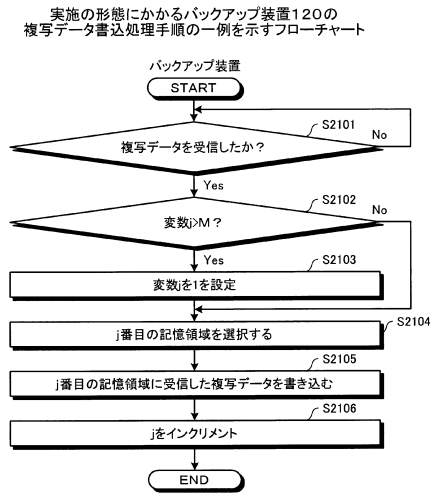 実施の形態にかかるバックアップ装置120の
複写データ書込処理手順の一例を示すフローチャート
バックアップ装置
START
S2101
複写データを受信したか？
No
Yes
S2102
変数j>M？
No
Yes
S2103
変数jを1を設定
S2104
j番目の記憶領域を選択する
S2105
j番目の記憶領域に受信した複写データを書き込む
S2106
jをインクリメント
END